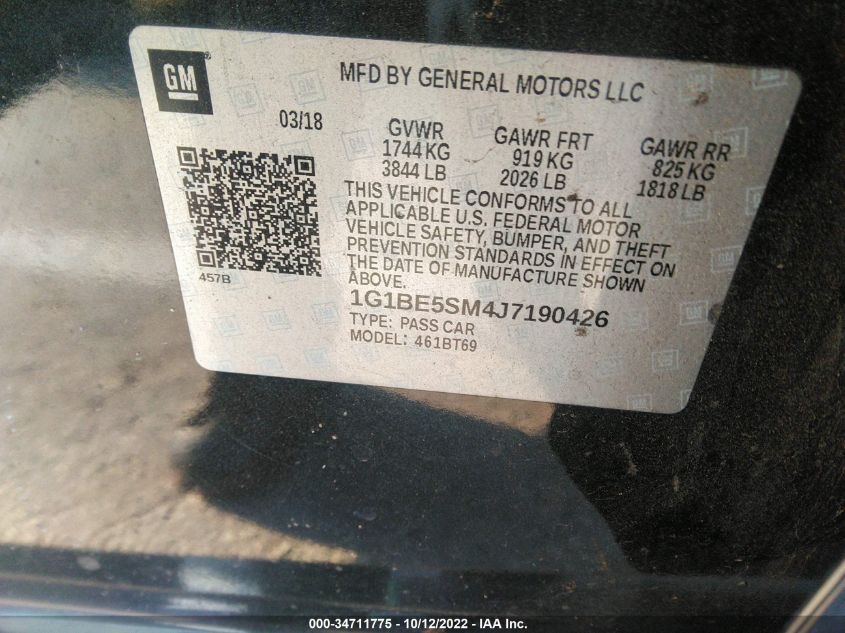 GM
MFD BY GENERAL MOTORS LLC
03/18
GVWR
1744 KG
3844 LB
GAWR FRT
919 KG
2026 LB
GAWR RR
825 KG
1818 LB
THIS VEHICLE CONFORMS TO ALL
APPLICABLE U.S. FEDERAL MOTOR
VEHICLE SAFETY, BUMPER, AND THEFT
PREVENTION STANDARDS IN EFFECT ON
THE DATE OF MANUFACTURE SHOWN
ABOVE.
457B
1G1BE5SM4J7190426
TYPE: PASS CAR
MODEL: 461BT69
000-34711775 - 10/12/2022 - IAA Inc.